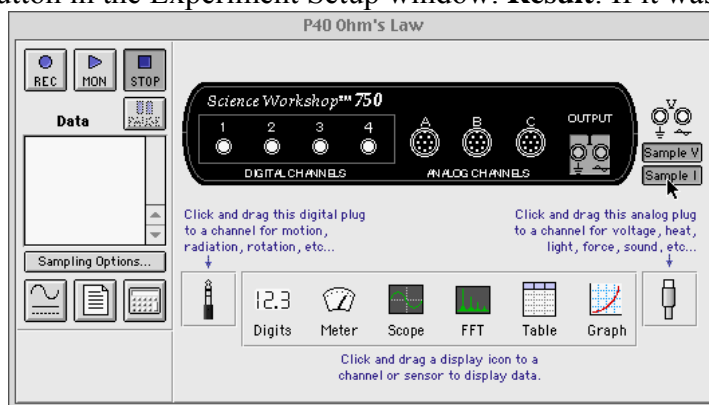 utton in the Experiment Setup window. Result: If it was
P40 Ohm's Law
REC MON STOP
PAUSE
Data
Sampling Options...
Science Workshop™ 750
1 2 3 4
A B C OUTPUT
DIGITAL CHANNELS ANALOG CHANNELS
V
Sample V
Sample I
Click and drag this digital plug
to a channel for motion,
radiation, rotation, etc...
Click and drag this analog plug
to a channel for voltage, heat,
light, force, sound, etc...
12.3
Digits Meter Scope FFT Table Graph
Click and drag a display icon to a
channel or sensor to display data.